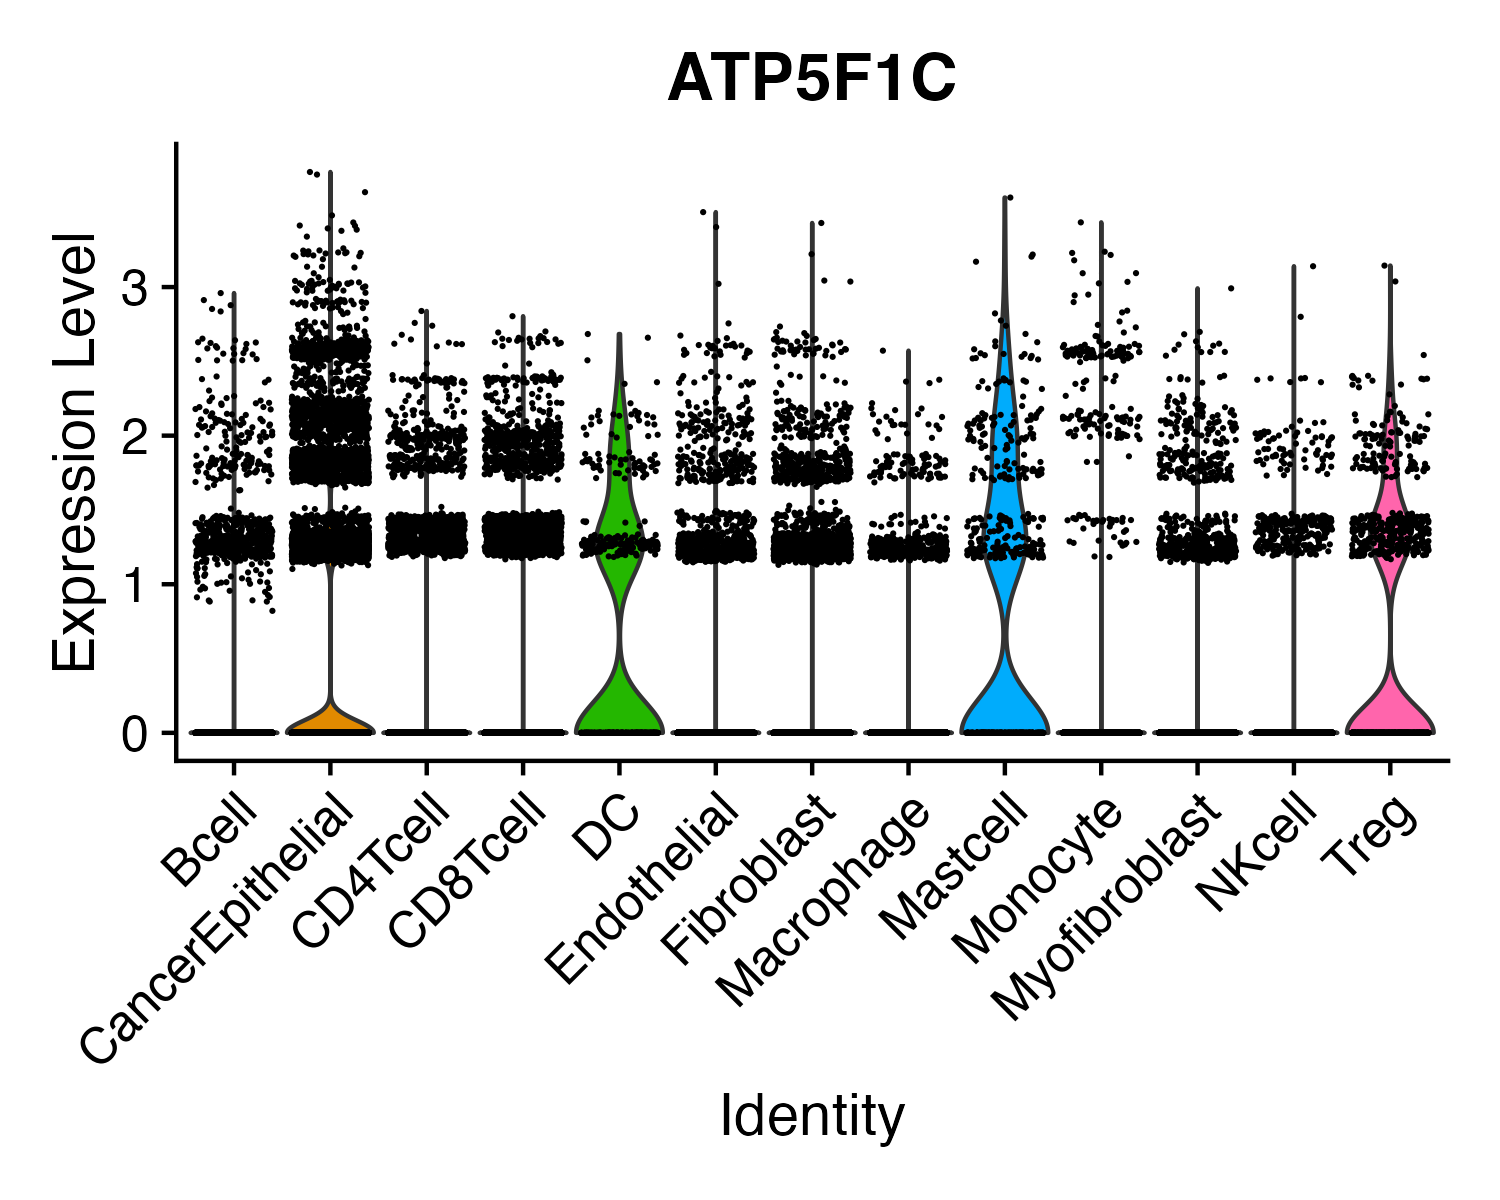 ATP5F1C
Expression Level
3
2
1
0
Bcell
CancerEpithelial
CD4Tcell
CD8Tcell
DC
Endothelial
Fibroblast
Macrophage
Mastcell
Monocyte
Myofibroblast
NKcell
Treg
Identity